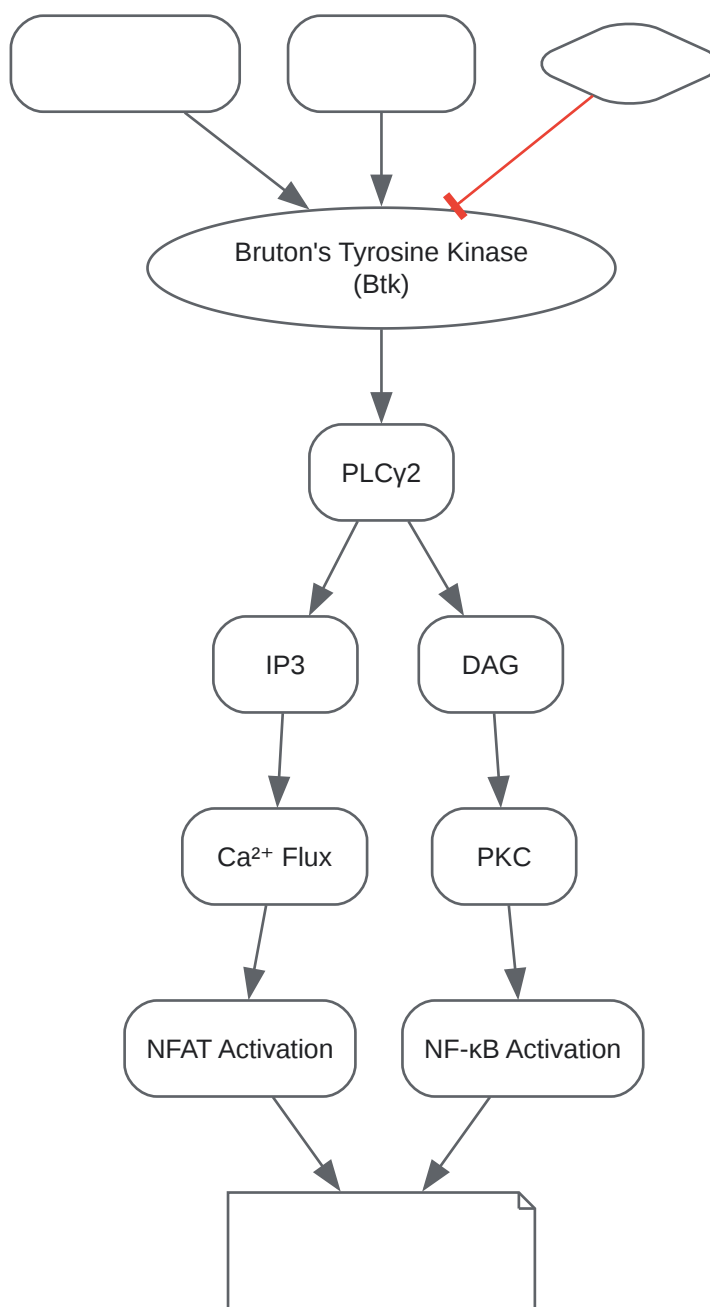 Bruton's Tyrosine Kinase
(Btk)
PLCγ2
IP3
DAG
Ca²⁺ Flux
PKC
NFAT Activation
NF-κB Activation